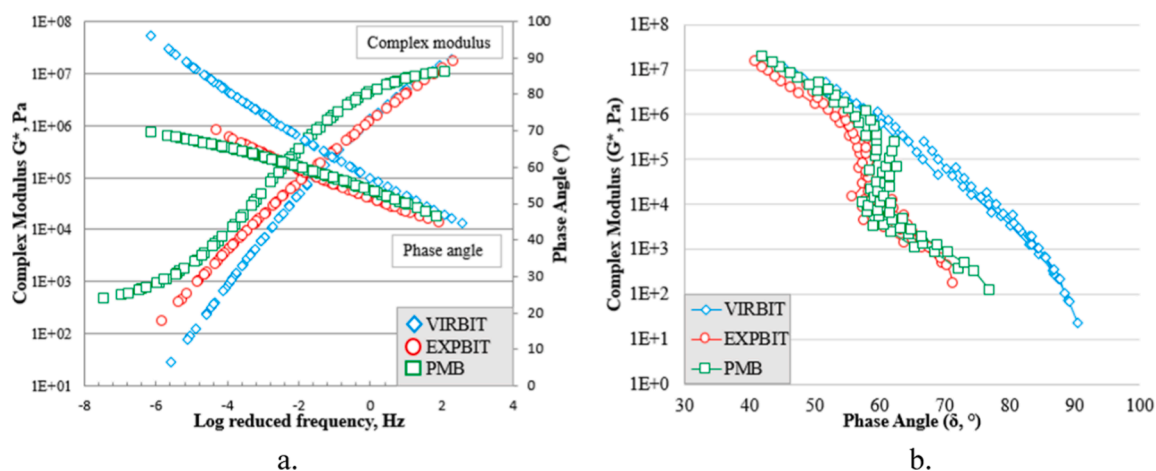 1E+08
1E+07
1E+06
1E+05
1E+04
1E+03
1E+02
1E+01
Complex Modulus G*, Pa
100
90
80
70
60
50
40
30
20
10
0
Phase Angle (°)
Complex modulus
Phase angle
VIRBIT
EXPBIT
PMB
-8 -6 -4 -2 0 2 4
Log reduced frequency, Hz
a.
1E+8
1E+7
1E+6
1E+5
1E+4
1E+3
1E+2
1E+1
1E+0
Complex Modulus (G*, Pa)
VIRBIT
EXPBIT
PMB
30 40 50 60 70 80 90 100
Phase Angle (δ, °)
b.